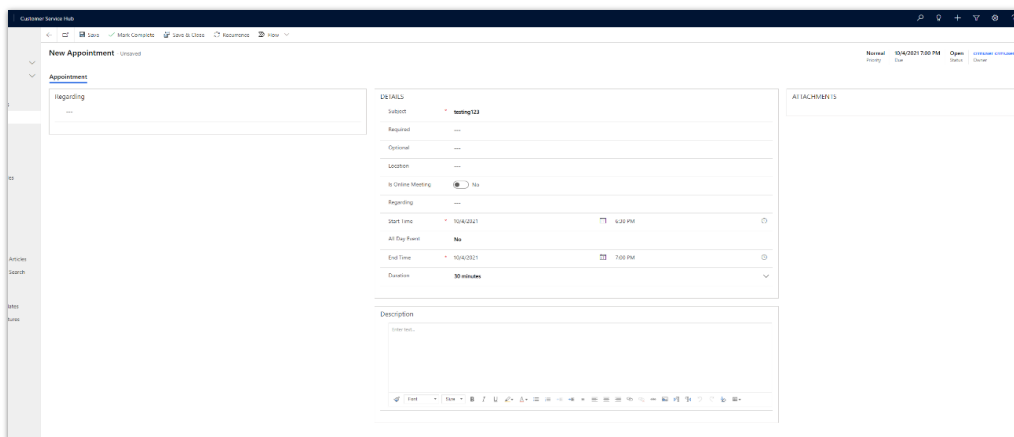 Customer Service Hub
Save Mark Complete Save & Close Recurrence Flow
New Appointment Unsaved
Normal 10/4/2021 7:00 PM Open
Priority Due Status Owner
Appointment
Regarding
---
DETAILS
Subject * testing123
Required ---
Optional ---
Location ---
Is Online Meeting No
Regarding ---
Start Time * 10/4/2021 6:30 PM
All Day Event No
End Time * 10/4/2021 7:00 PM
Duration 30 minutes
ATTACHMENTS
Articles
Search
Description
Enter text...
Font Size B I U